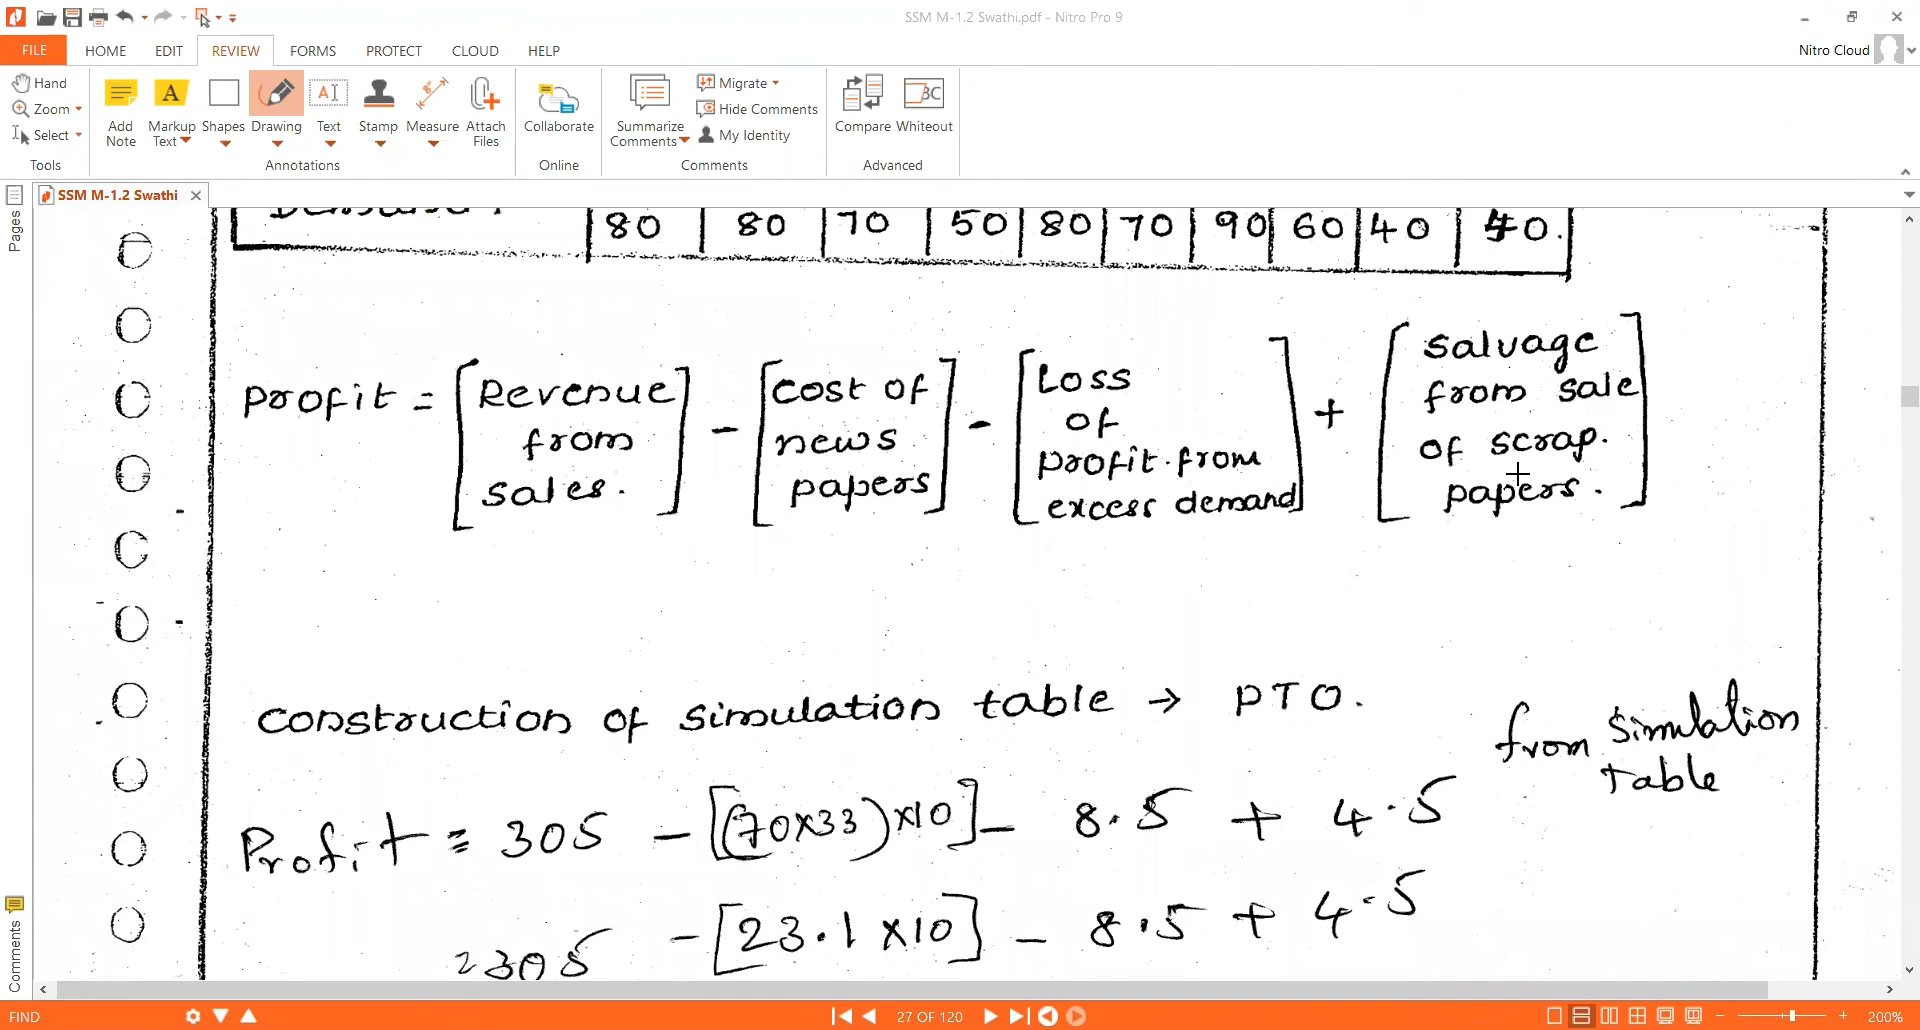 SSM M-1.2 Swathi.pdf - Nitro Pro 9
FILE HOME EDIT REVIEW FORMS PROTECT CLOUD HELP
Nitro Cloud
Hand
Zoom
Select
Tools
Add Note
Markup Text
Shapes
Drawing
Text
Stamp
Measure
Attach Files
Annotations
Collaborate
Online
Summarize Comments
Migrate
Hide Comments
My Identity
Comments
Compare
Whiteout
Advanced
SSM M-1.2 Swathi
Pages
80 80 70 50 80 70 90 60 40 40.
Profit = [Revenue from sales.] - [cost of news papers] - [Loss of profit from excess demand] + [salvage from sale of scrap. papers.]
construction of simulation table → PTO.
from Simulation table
Profit = 305 - [(70x33)x10] - 8.5 + 4.5
= 305 - [23.1 x10] - 8.5 + 4.5
Comments
FIND
27 OF 120
200%